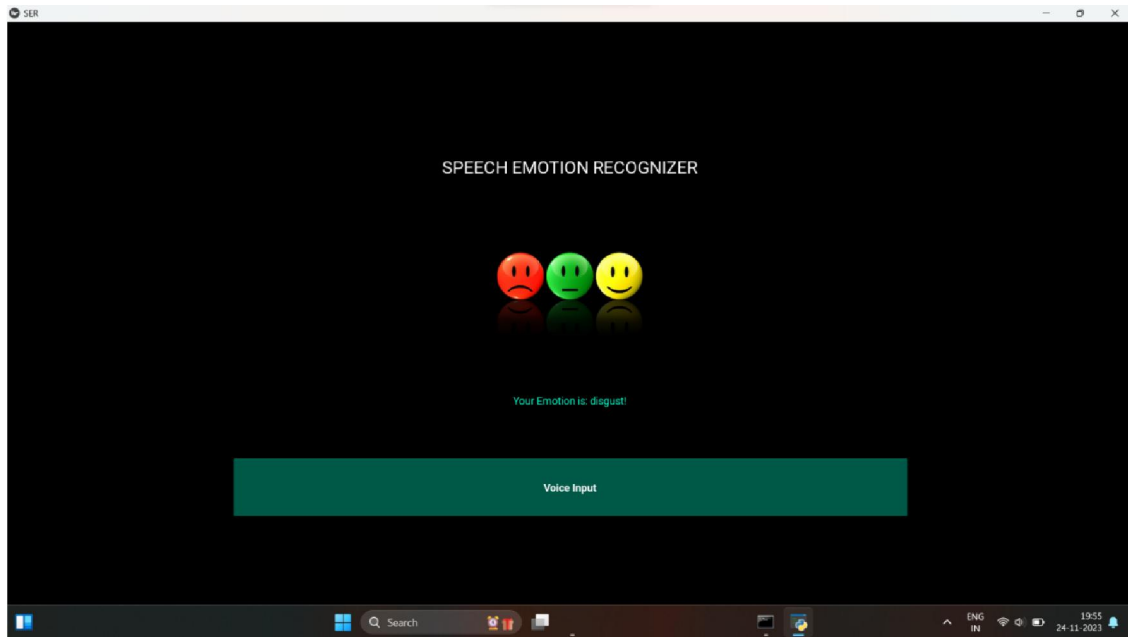 SER
SPEECH EMOTION RECOGNIZER
Your Emotion is: disgust!
Voice Input
Search
ENG
IN
19:55
24-11-2023